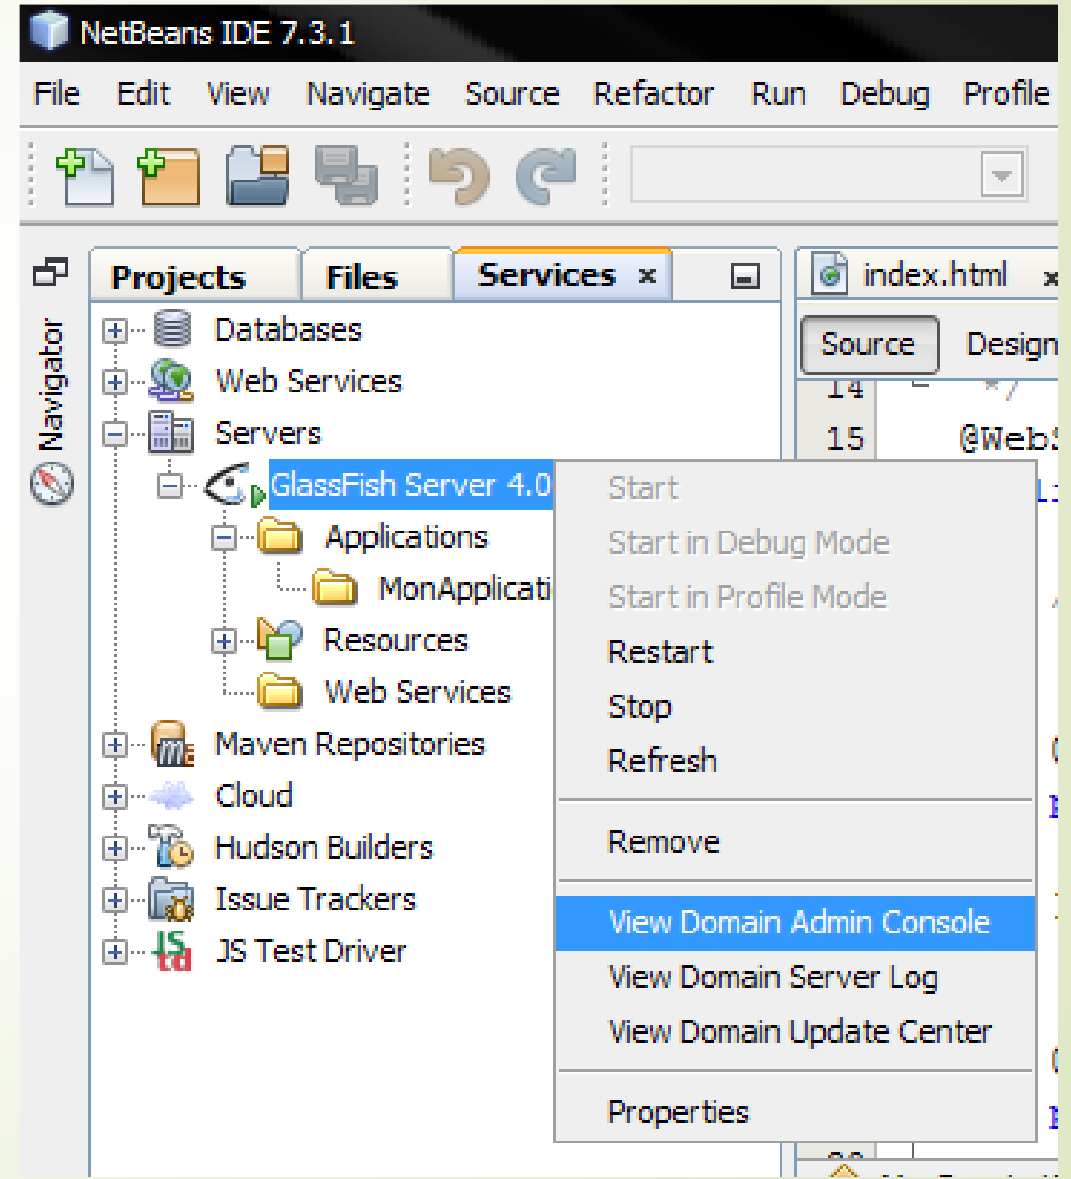 NetBeans IDE 7.3.1
File Edit View Navigate Source Refactor Run Debug Profile
Projects Files Services x
index.html x
Navigator
Source Design
Databases
Web Services
Servers
GlassFish Server 4.0
Applications
MonApplicati
Resources
Web Services
Maven Repositories
Cloud
Hudson Builders
Issue Trackers
JS Test Driver
14 */
15 @WebS
Start
Start in Debug Mode
Start in Profile Mode
Restart
Stop
Refresh
Remove
View Domain Admin Console
View Domain Server Log
View Domain Update Center
Properties